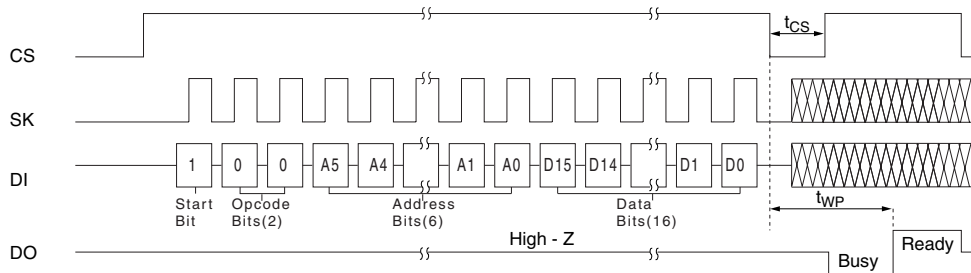 CS
tCS
SK
DI
1 0 0 A5 A4 A1 A0 D15 D14 D1 D0
Start Bit
Opcode Bits(2)
Address Bits(6)
Data Bits(16)
tWP
DO
High - Z
Busy
Ready